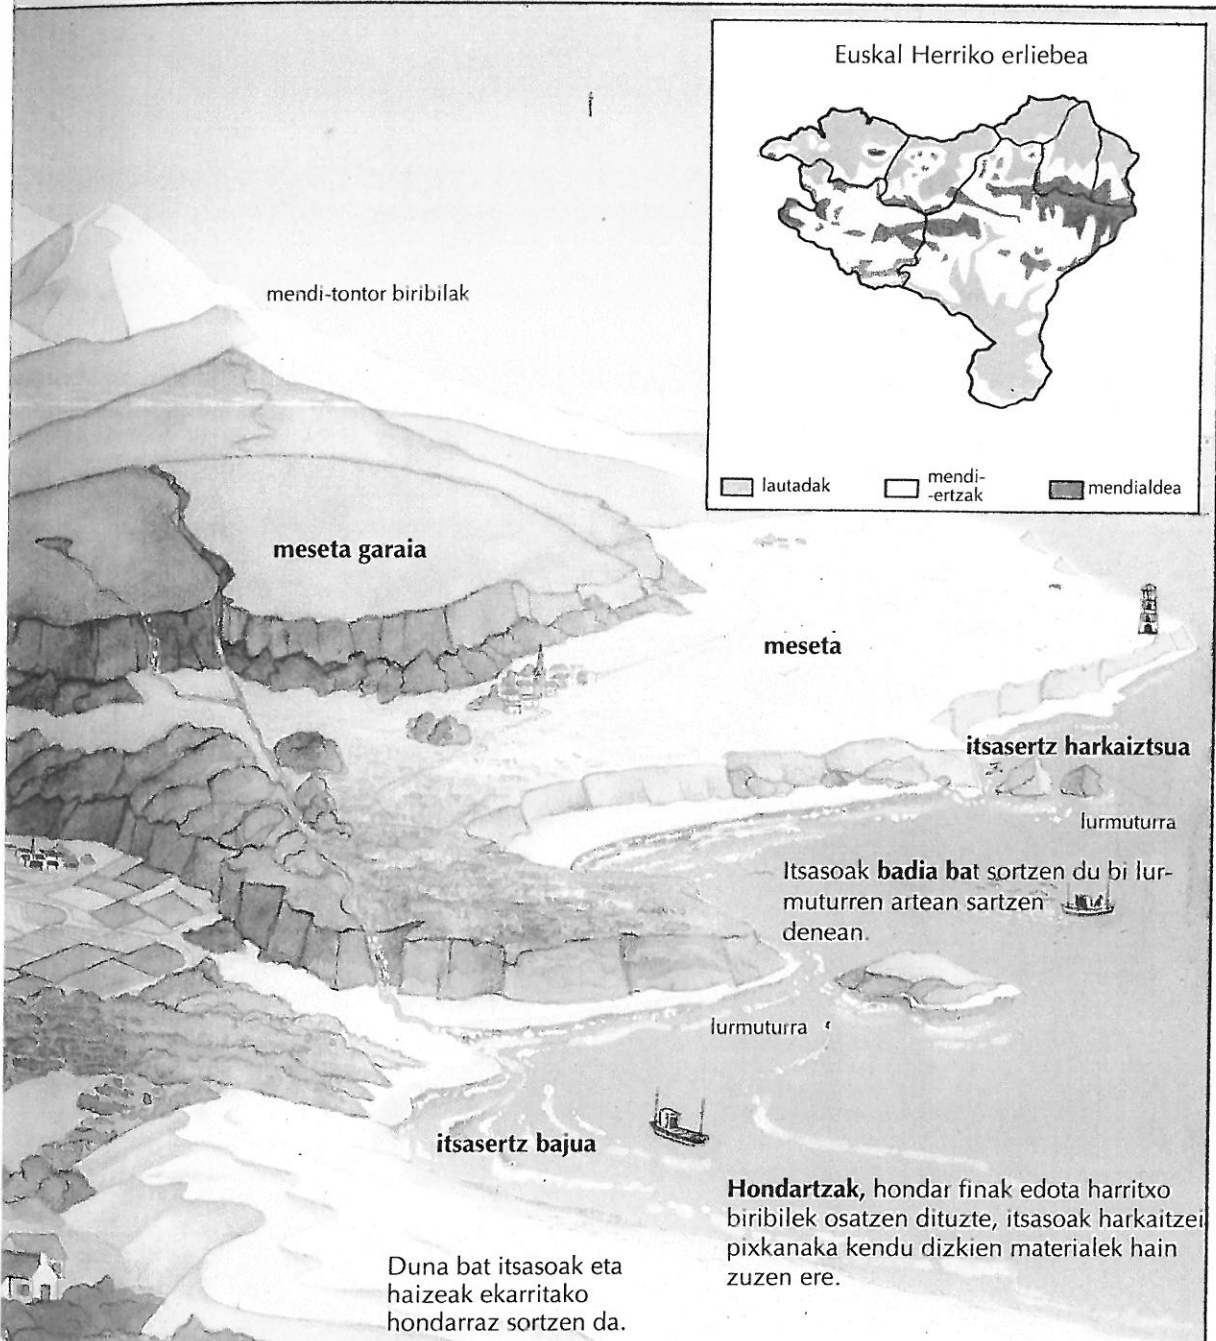 Euskal Herriko erliebea
lautadak
mendi-
-ertzak
mendialdea
mendi-tontor biribilak
meseta garaia
meseta
itsasertz harkaiztsua
lurmuturra
Itsasoak badia bat sortzen du bi lur-
muturren artean sartzen
denean.
lurmuturra
itsasertz bajua
Hondartzak, hondar finak edota harritxo
biribilek osatzen dituzte, itsasoak harkaitzei
pixkanaka kendu dizkien materialek hain
zuzen ere.
Duna bat itsasoak eta
haizeak ekarritako
hondarraz sortzen da.